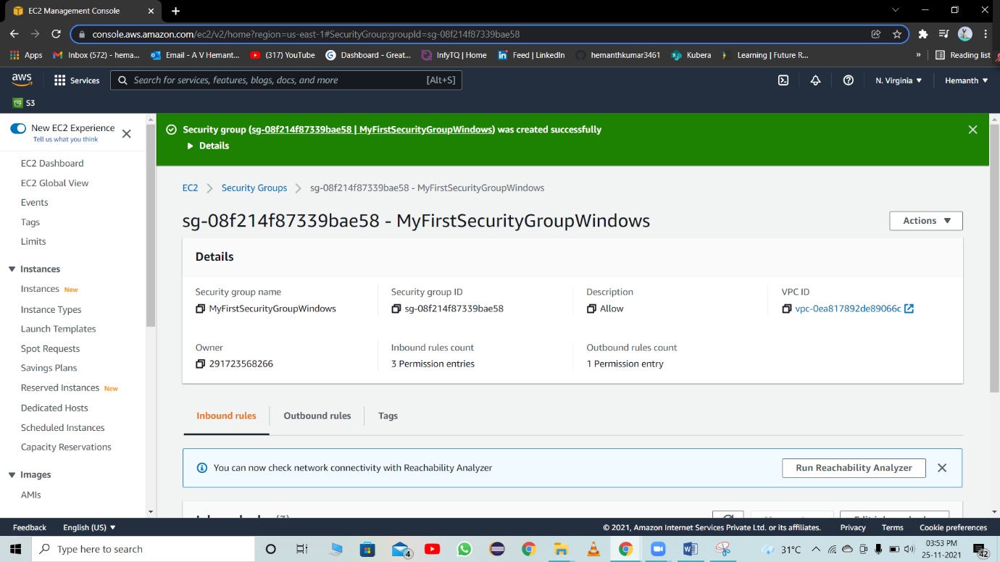 EC2 Management Console
console.aws.amazon.com/ec2/v2/home?region=us-east-1#SecurityGroup:groupId=sg-08f214f87339bae58
Apps Inbox (572) - hema... Email - A V Hemant... (317) YouTube Dashboard - Great... InfyTQ | Home Feed | LinkedIn hemanthkumar3461 Kubera Learning | Future R... » Reading list
aws Services Search for services, features, blogs, docs, and more [Alt+S] N. Virginia Hemanth
S3
New EC2 Experience
Tell us what you think
EC2 Dashboard
EC2 Global View
Events
Tags
Limits
Instances
Instances New
Instance Types
Launch Templates
Spot Requests
Savings Plans
Reserved Instances New
Dedicated Hosts
Scheduled Instances
Capacity Reservations
Images
AMIs
Security group (sg-08f214f87339bae58 | MyFirstSecurityGroupWindows) was created successfully
Details
EC2 Security Groups sg-08f214f87339bae58 - MyFirstSecurityGroupWindows
sg-08f214f87339bae58 - MyFirstSecurityGroupWindows
Actions
Details
Security group name Security group ID Description VPC ID
MyFirstSecurityGroupWindows sg-08f214f87339bae58 Allow vpc-0ea817892de89066c
Owner Inbound rules count Outbound rules count
291723568266 3 Permission entries 1 Permission entry
Inbound rules Outbound rules Tags
You can now check network connectivity with Reachability Analyzer Run Reachability Analyzer
Feedback English (US) © 2021, Amazon Internet Services Private Ltd. or its affiliates. Privacy Terms Cookie preferences
Type here to search 4 31°C 03:53 PM
25-11-2021 42